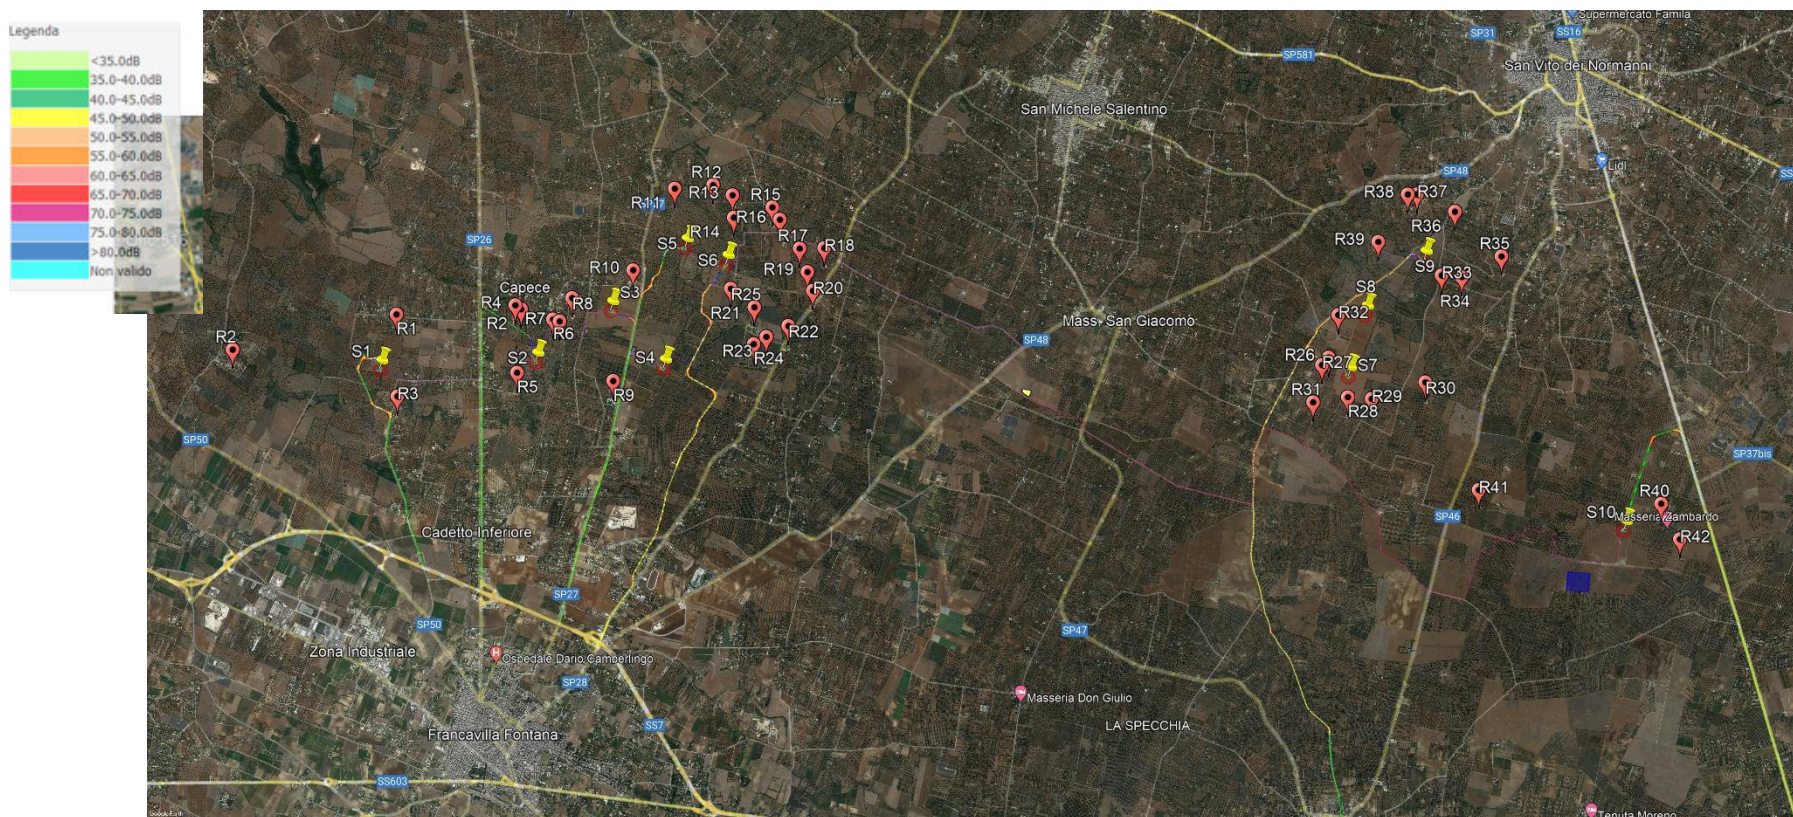 Legenda
<35.0dB
35.0-40.0dB
40.0-45.0dB
45.0-50.0dB
50.0-55.0dB
55.0-60.0dB
60.0-65.0dB
65.0-70.0dB
70.0-75.0dB
75.0-80.0dB
>80.0dB
Non valido
Supermercato Famila
SP31
SS16
SP581
San Vito dei Normanni
San Michele Salentino
Lidl
SP48
SS
R12
R13
R11
R15
R16
R14
S5
S6
R17
R18
R19
R20
R10
S3
R25
R21
R22
R23
R24
SP26
Capece
R4
R2
R7
R8
R6
R1
S1
R2
S2
S4
R5
R9
R3
R38
R37
R36
R39
S9
R35
R33
R34
S8
R32
Mass. San Giacomo
SP48
R26
R27
S7
R31
R28
R29
R30
SP50
SP37bis
R41
R40
S10
Masseria Zambardo
R42
SP46
Cadetto Inferiore
SP27
SP50
SP47
Zona Industriale
Ospedale Dario Camberlingo
SP28
Masseria Don Giulio
SS7
LA SPECCHIA
Francavilla Fontana
SS603
Google Earth
Tenuta Moreno